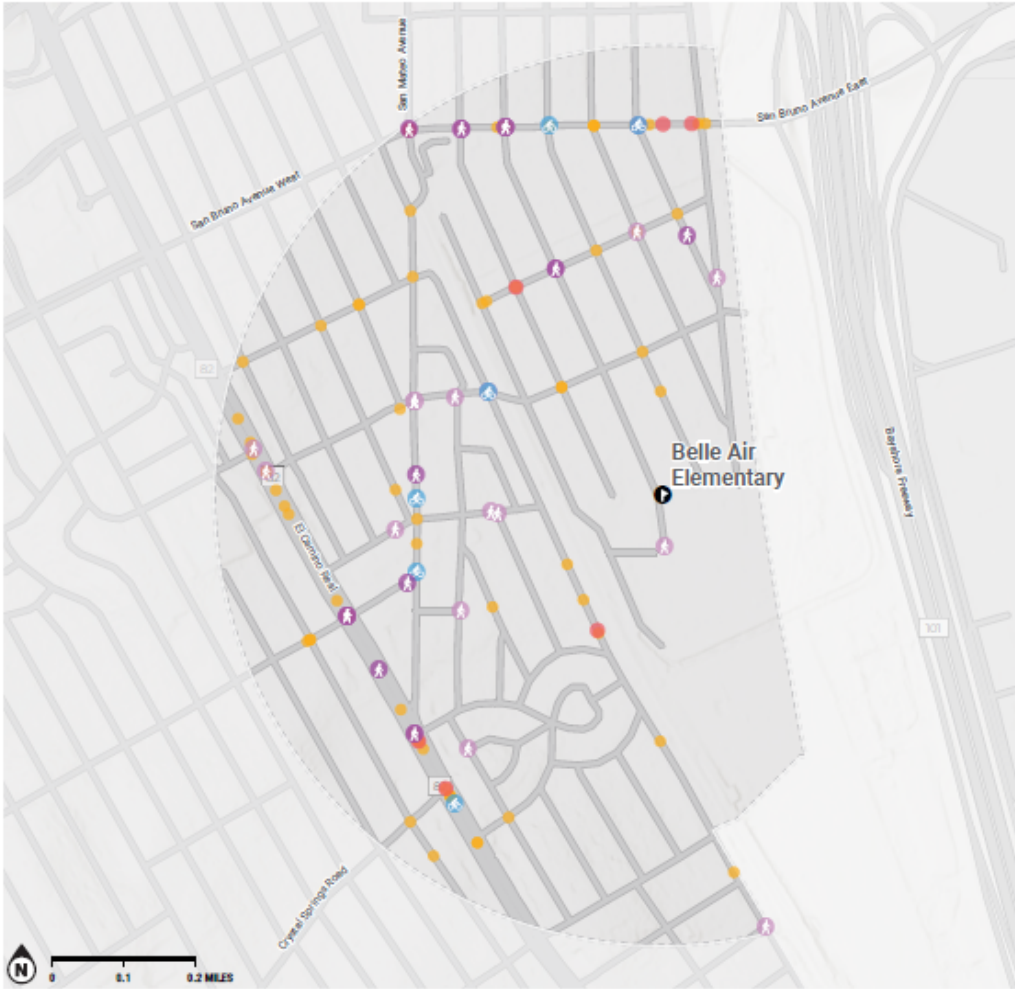 San Mateo Avenue
San Bruno Avenue East
San Bruno Avenue West
82
Belle Air
Elementary
Bayshore Freeway
El Camino Real
101
Crystal Springs Road
N
0 0.1 0.2 MILES